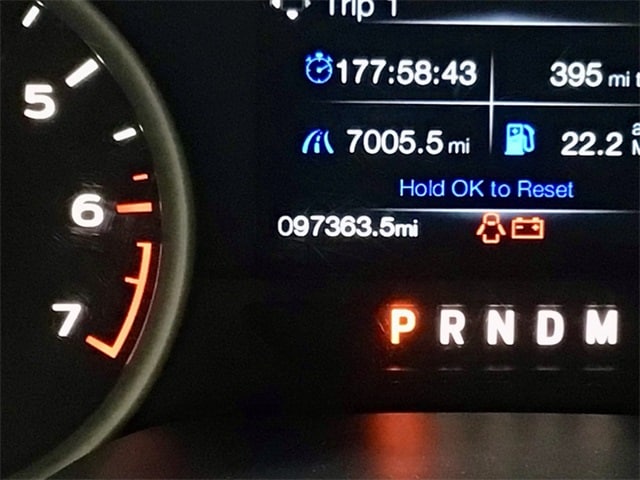 Trip 1
5
177:58:43
395 mi
7005.5 mi
22.2
Hold OK to Reset
6
097363.5mi
7
P R N D M